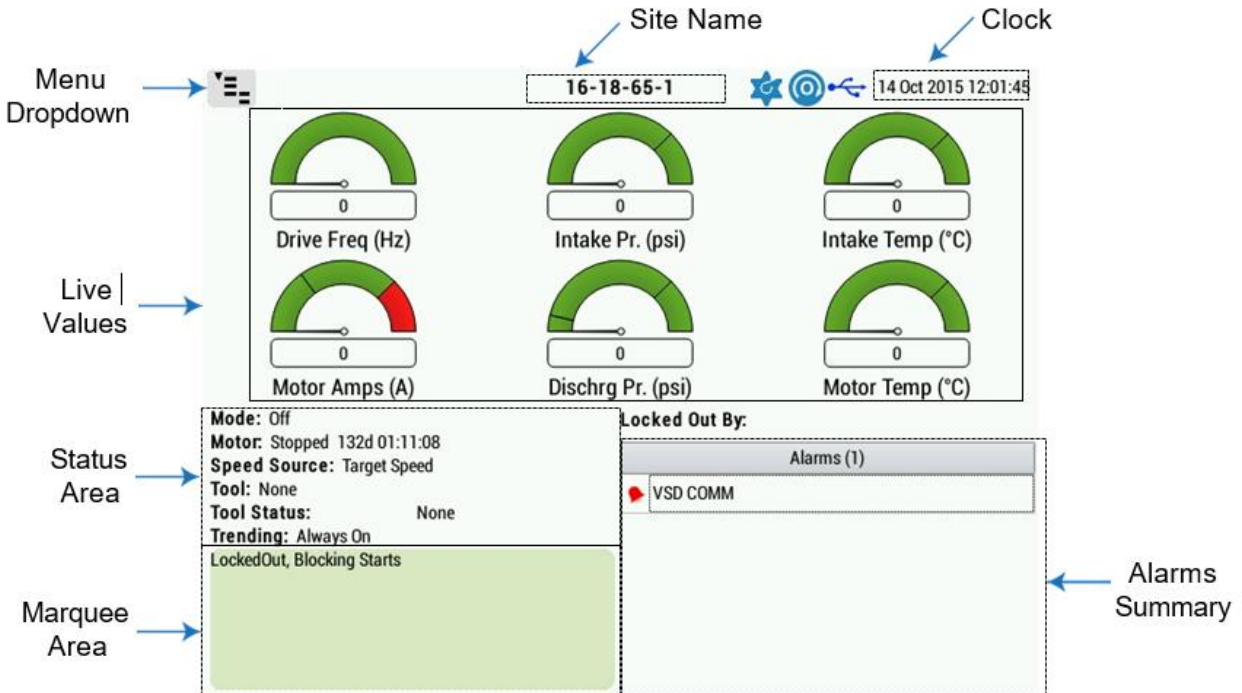 Site Name
Clock
Menu
Dropdown
16-18-65-1
14 Oct 2015 12:01:45
0
0
0
Drive Freq (Hz)
Intake Pr. (psi)
Intake Temp (°C)
Live
Values
0
0
0
Motor Amps (A)
Dischrg Pr. (psi)
Motor Temp (°C)
Status
Area
Mode: Off
Motor: Stopped 132d 01:11:08
Speed Source: Target Speed
Tool: None
Tool Status: None
Trending: Always On
Locked Out By:
Alarms (1)
VSD COMM
Marquee
Area
LockedOut, Blocking Starts
Alarms
Summary